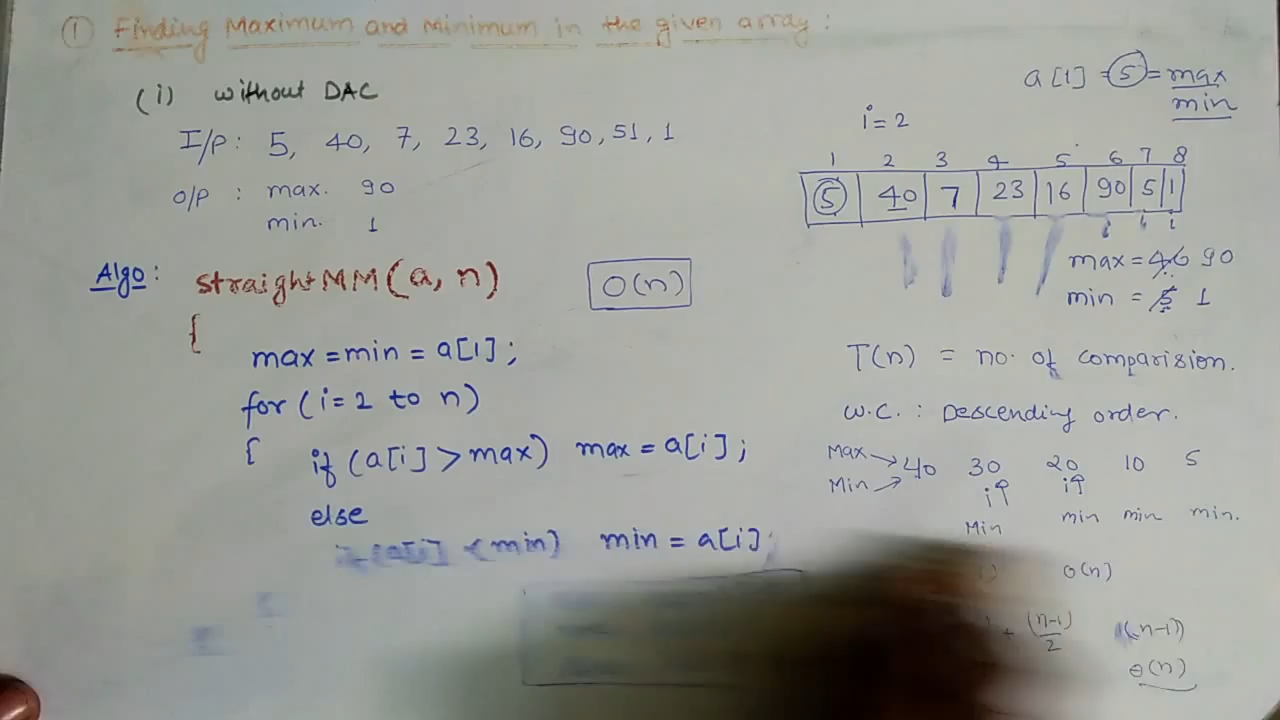 ① Finding Maximum and Minimum in the given array:
(i) without DAC
I/P: 5, 40, 7, 23, 16, 90, 51, 1
O/P: max. 90
min. 1
Algo: StraightMM(a, n)
O(n)
{
max=min=a[1];
for(i=2 to n)
{ if(a[i]>max) max=a[i];
else
if(a[i]<min) min=a[i];
a[1]=5=max
min
i=2
1 2 3 4 5 6 7 8
5 40 7 23 16 90 5 1
i i i
max=40 90
min=5 1
T(n) = no. of comparision.
W.C.: Descending order.
Max→
Min→ 40 30 20 10 5
i↑ i↑
Min min min min.
O(n)
+ (n-1)/2 (n-1)
θ(n)